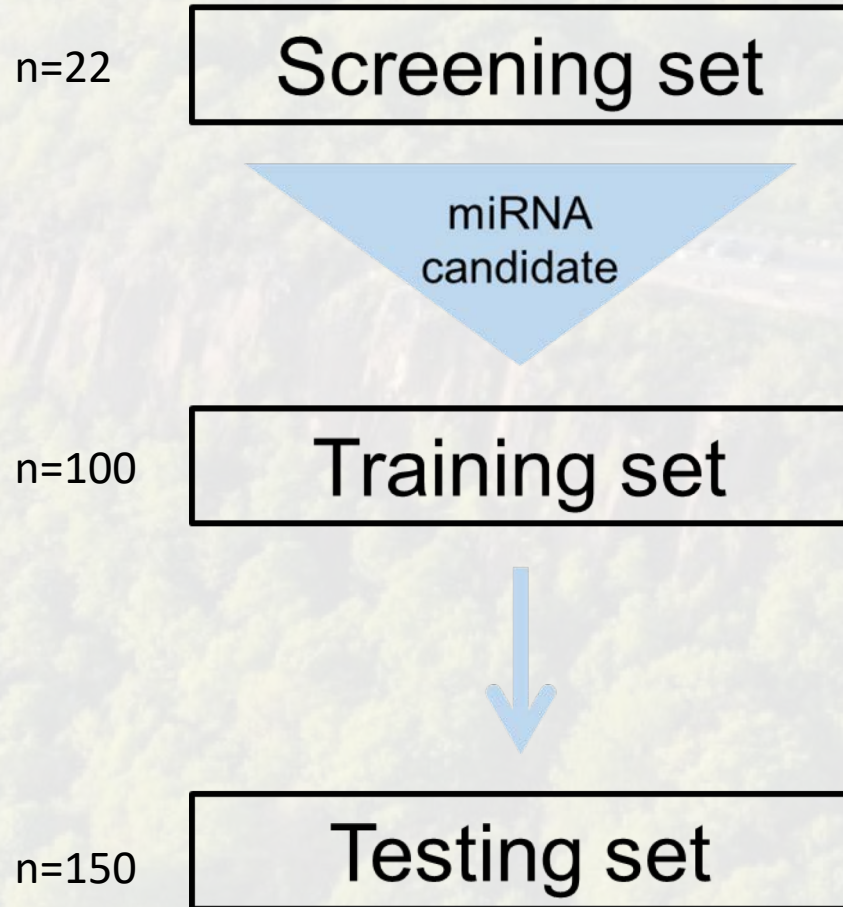 n=22
Screening set
miRNA
candidate
n=100
Training set
n=150
Testing set